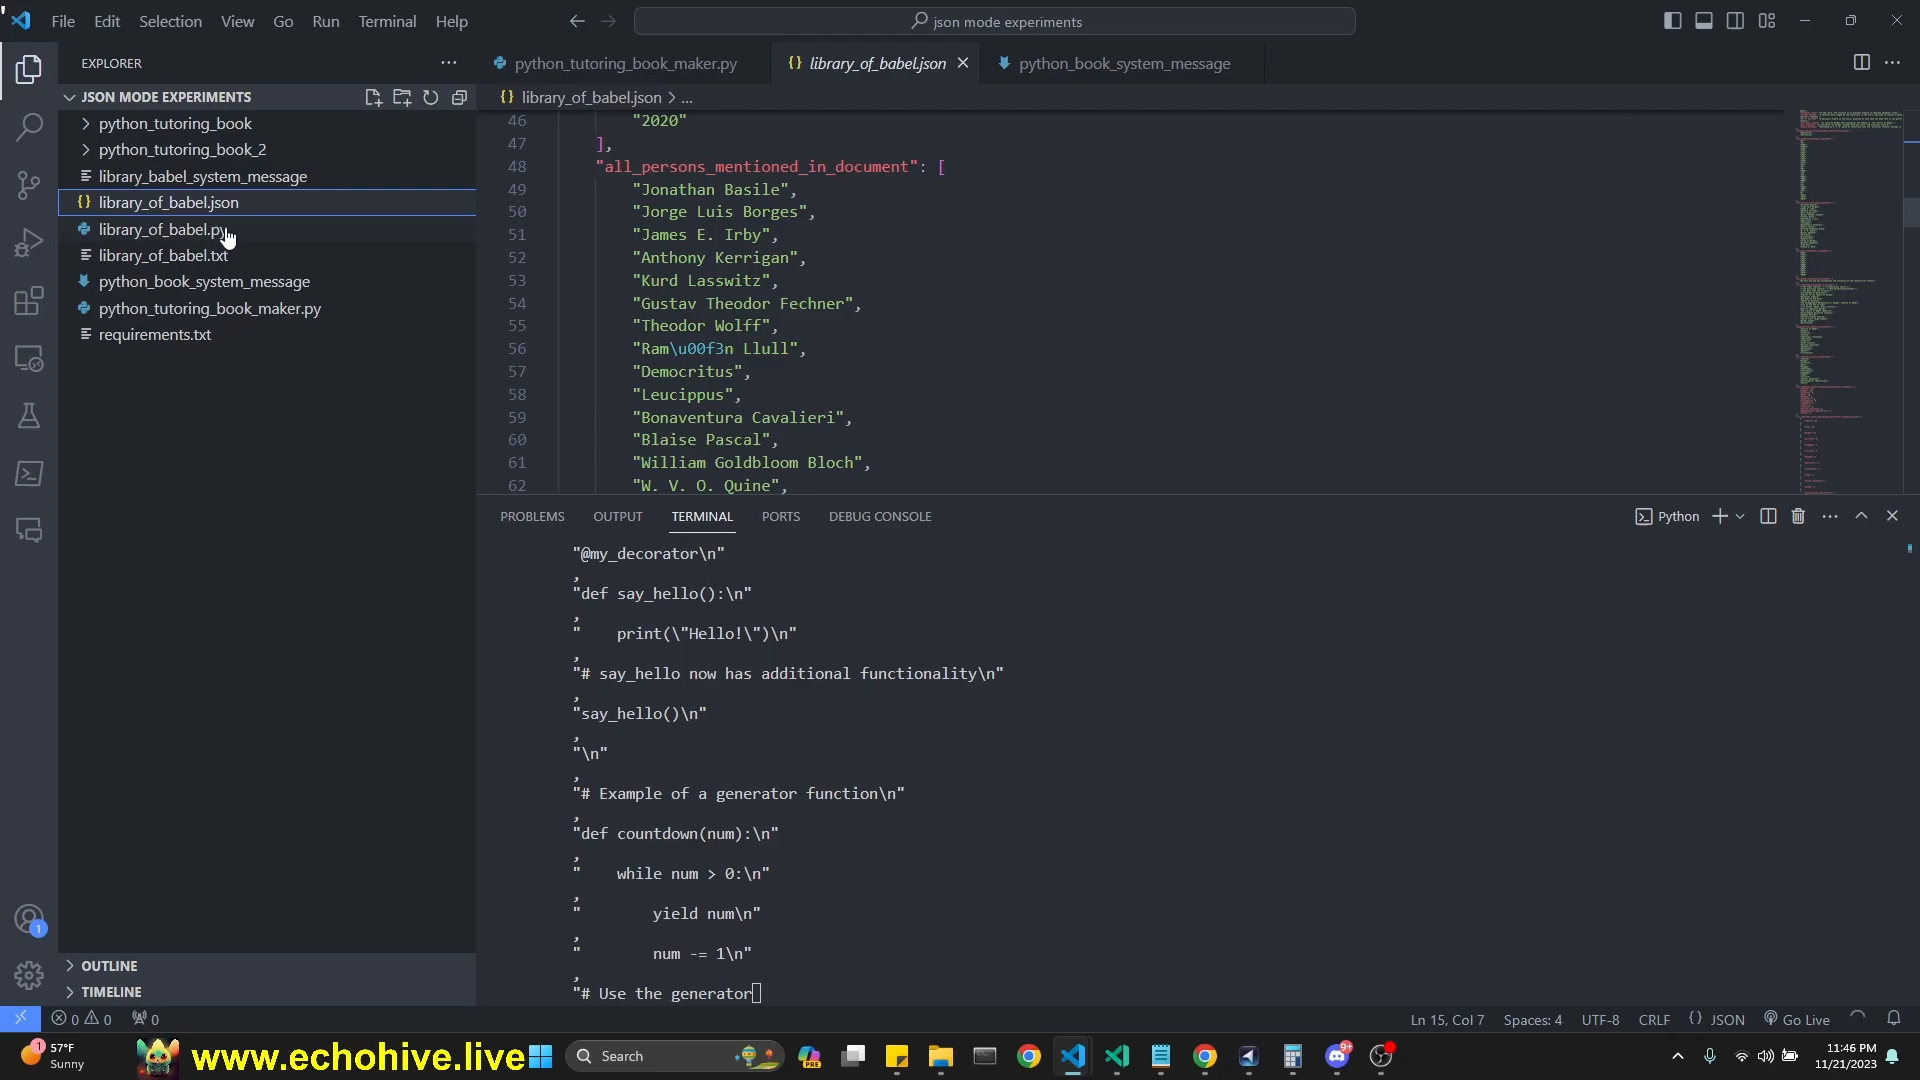 File Edit Selection View Go Run Terminal Help
json mode experiments
EXPLORER
python_tutoring_book_maker.py
{} library_of_babel.json
python_book_system_message
JSON MODE EXPERIMENTS
{} library_of_babel.json > ...
python_tutoring_book
python_tutoring_book_2
library_babel_system_message
{} library_of_babel.json
library_of_babel.py
library_of_babel.txt
python_book_system_message
python_tutoring_book_maker.py
requirements.txt
46 "2020"
47 ],
48 "all_persons_mentioned_in_document": [
49 "Jonathan Basile",
50 "Jorge Luis Borges",
51 "James E. Irby",
52 "Anthony Kerrigan",
53 "Kurd Lasswitz",
54 "Gustav Theodor Fechner",
55 "Theodor Wolff",
56 "Ram\u00f3n Llull",
57 "Democritus",
58 "Leucippus",
59 "Bonaventura Cavalieri",
60 "Blaise Pascal",
61 "William Goldbloom Bloch",
62 "W. V. O. Quine",
PROBLEMS OUTPUT TERMINAL PORTS DEBUG CONSOLE
Python
"@my_decorator\n"
,
"def say_hello():\n"
,
"    print(\"Hello!\")\n"
,
"# say_hello now has additional functionality\n"
,
"say_hello()\n"
,
"\n"
,
"# Example of a generator function\n"
,
"def countdown(num):\n"
,
"    while num > 0:\n"
,
"        yield num\n"
,
"        num -= 1\n"
,
"# Use the generator
OUTLINE
TIMELINE
1
0 0 0
Ln 15, Col 7 Spaces: 4 UTF-8 CRLF {} JSON Go Live
1
57°F
Sunny
www.echohive.live
Search
PRE
9+
11:46 PM
11/21/2023